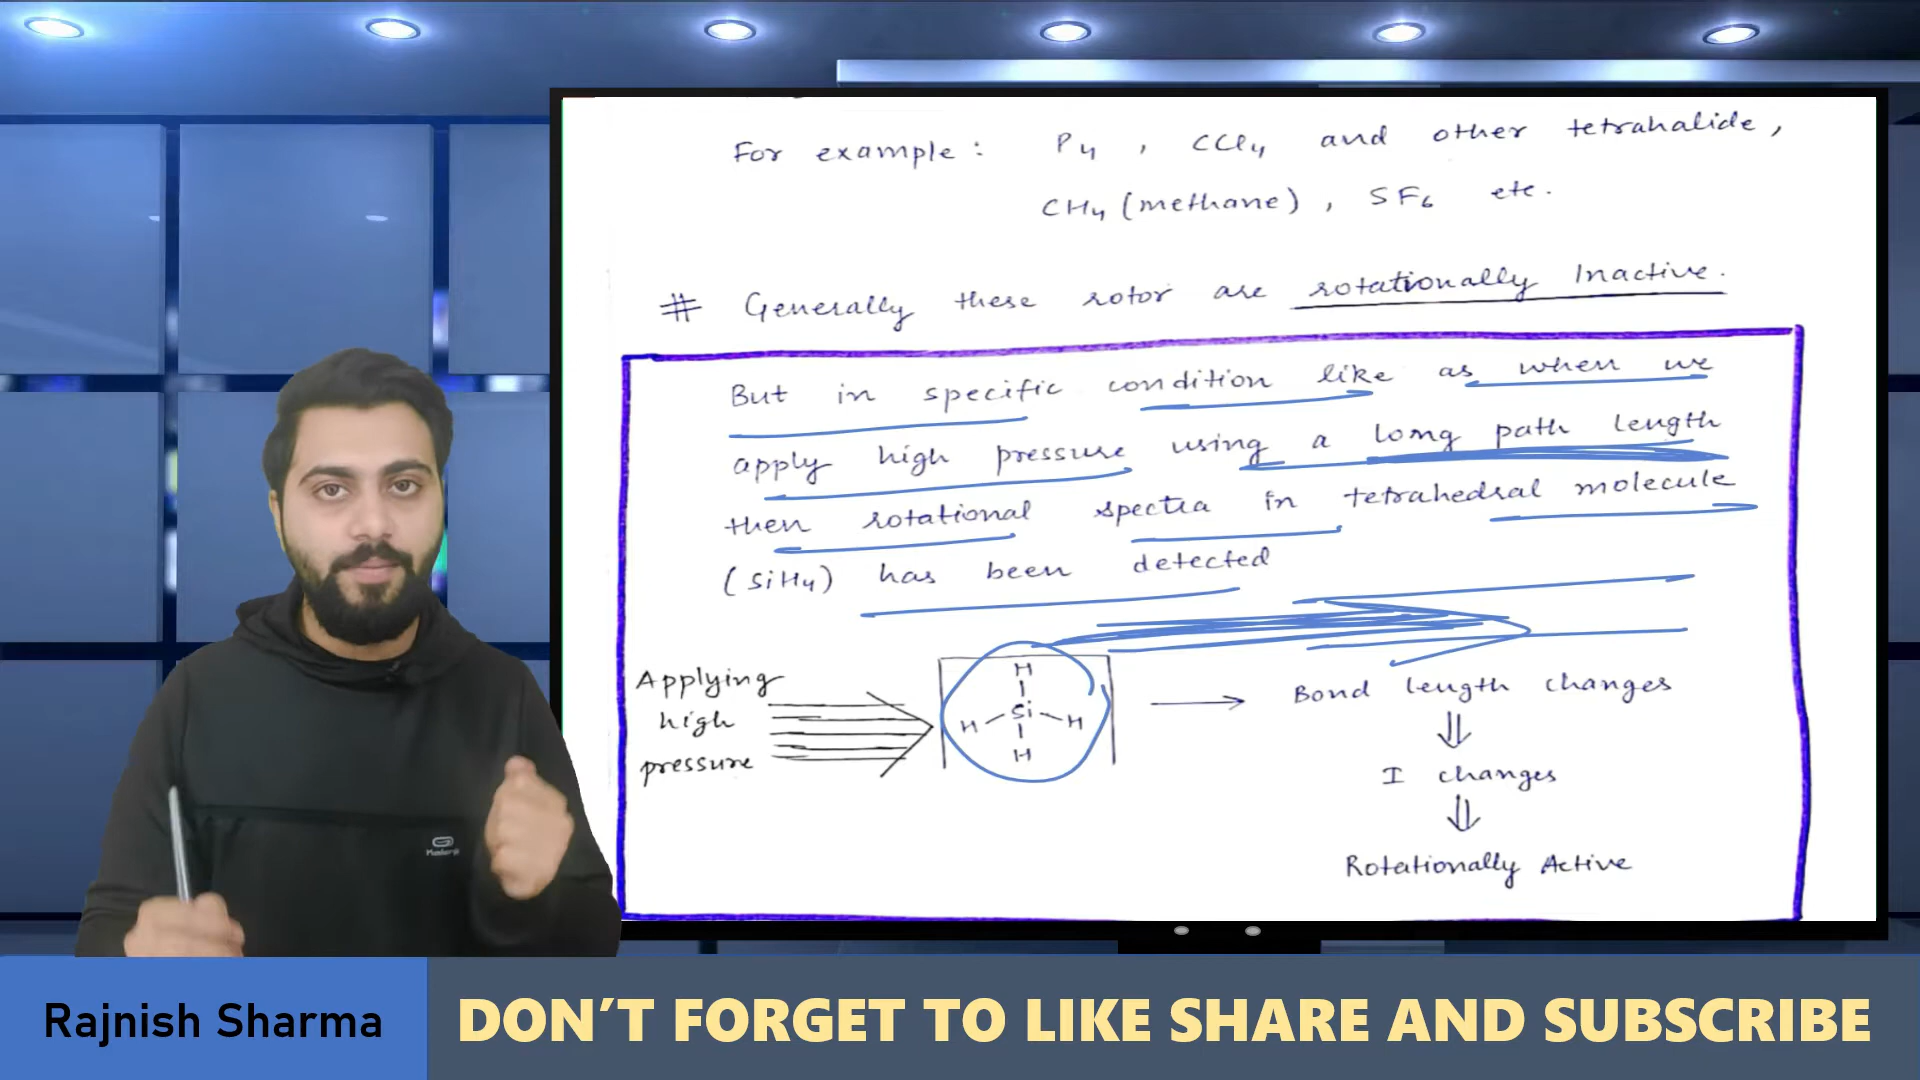 For example : P4 , CCl4 and other tetrahalide ,
CH4 (methane) , SF6 etc .
# Generally these rotor are rotationally Inactive .
But in specific condition like as when we
apply high pressure using a long path length
then rotational spectra in tetrahedral molecule
(SiH4) has been detected
Applying
high
pressure
H
H Si H
H
Bond length changes
I changes
Rotationally Active
Rajnish Sharma
DON'T FORGET TO LIKE SHARE AND SUBSCRIBE